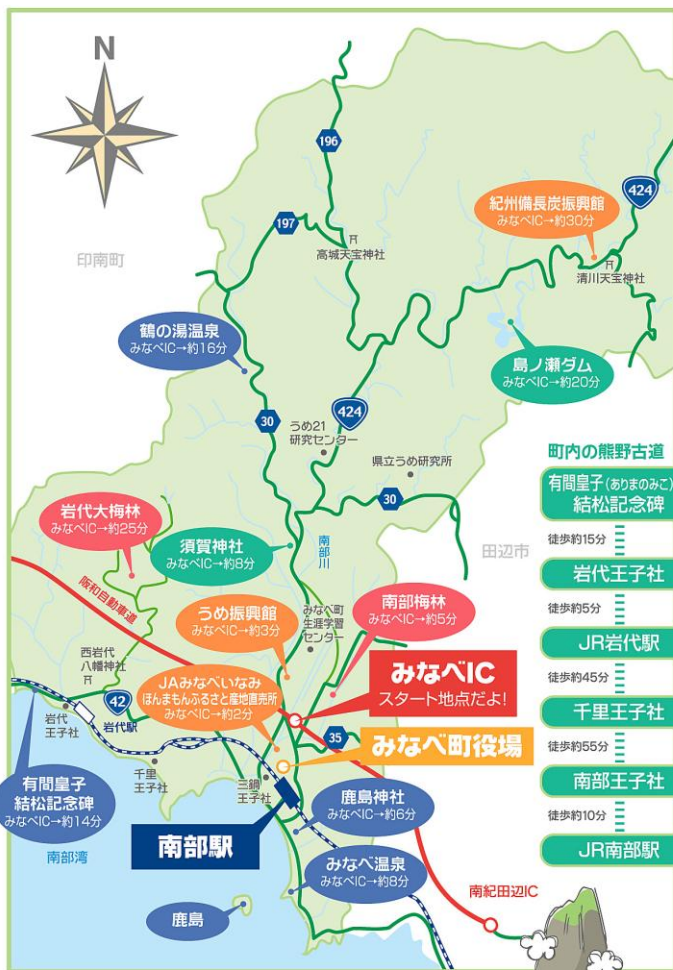 N
196
424
紀州備長炭振興館
みなべIC→約30分
197
高城天宝神社
清川天宝神社
印南町
鶴の湯温泉
みなべIC→約16分
島ノ瀬ダム
みなべIC→約20分
30
424
うめ21
研究センター
県立うめ研究所
30
岩代大梅林
みなべIC→約25分
須賀神社
みなべIC→約8分
南部川
田辺市
阪和自動車道
うめ振興館
みなべIC→約3分
みなべ町
生涯学習
センター
南部梅林
みなべIC→約5分
西岩代
八幡神社
JAみなべいなみ
ほんまもんふるさと産地直売所
みなべIC→約2分
みなべIC
スタート地点だよ!
42
岩代駅
岩代
王子社
35
みなべ町役場
千里
王子社
三鍋
王子社
有間皇子
結松記念碑
みなべIC→約14分
南部駅
鹿島神社
みなべIC→約6分
南部湾
みなべ温泉
みなべIC→約8分
鹿島
南紀田辺IC
町内の熊野古道
有間皇子(ありまのみこ)
結松記念碑
徒歩約15分
岩代王子社
徒歩約5分
JR岩代駅
徒歩約45分
千里王子社
徒歩約55分
南部王子社
徒歩約10分
JR南部駅